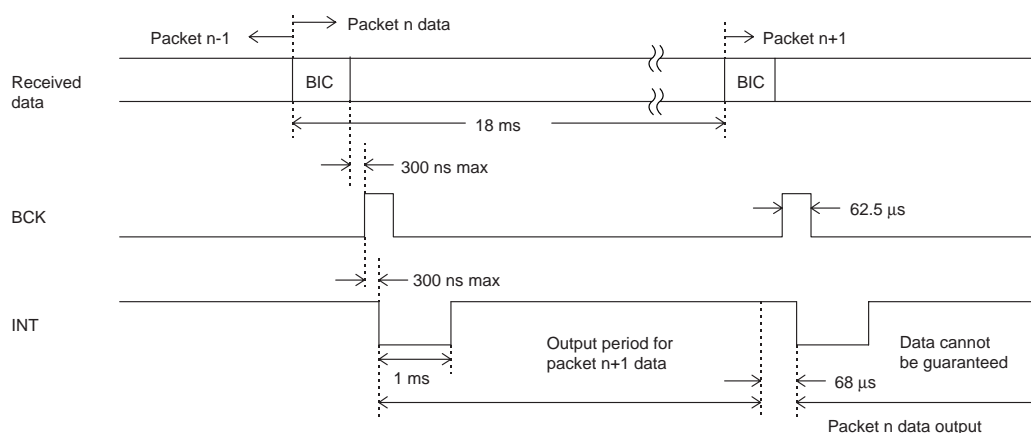 Packet n-1
Packet n data
Packet n+1
Received
data
BIC
BIC
18 ms
300 ns max
BCK
62.5 μs
300 ns max
INT
Output period for
packet n+1 data
Data cannot
be guaranteed
1 ms
68 μs
Packet n data output